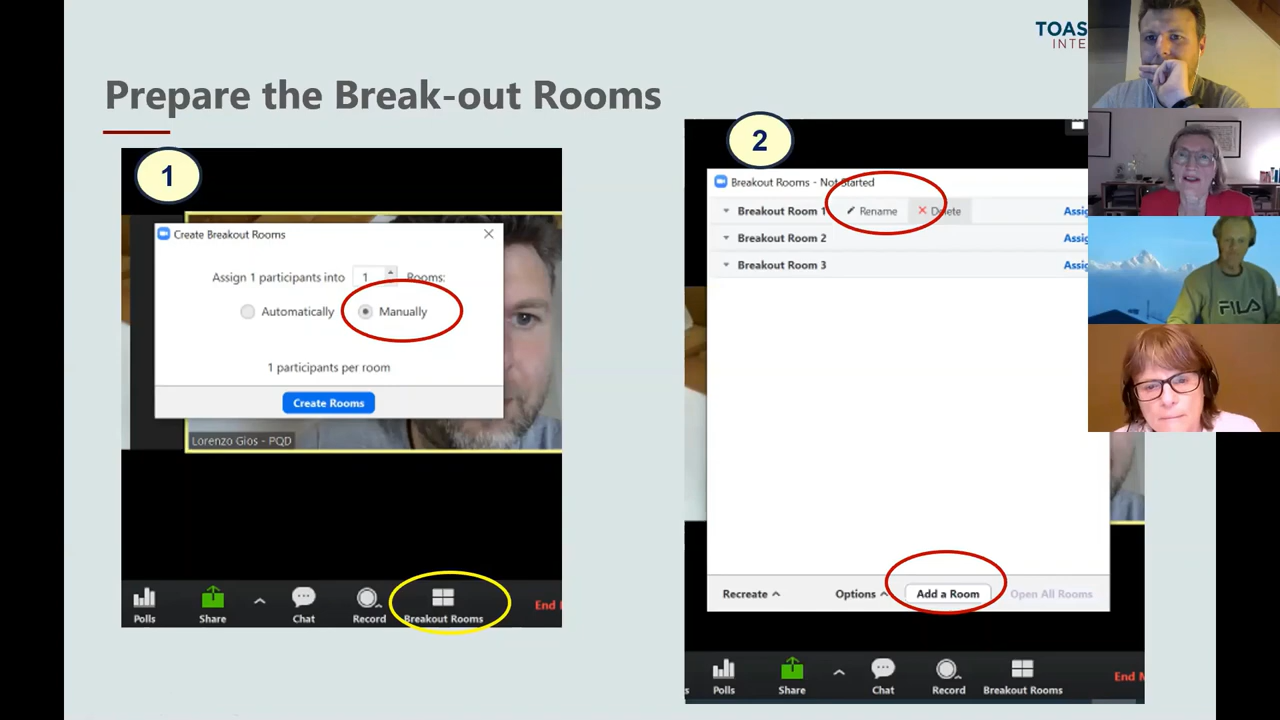 TOAS
INTE
Prepare the Break-out Rooms
1
Create Breakout Rooms
Assign 1 participants into 1 Rooms:
Automatically Manually
1 participants per room
Create Rooms
Lorenzo Gios - PQD
Polls Share Chat Record Breakout Rooms End
2
Breakout Rooms - Not Started
Breakout Room 1 Rename Delete Assig
Breakout Room 2 Assig
Breakout Room 3 Assig
Recreate Options Add a Room Open All Rooms
s Polls Share Chat Record Breakout Rooms End M
FILA